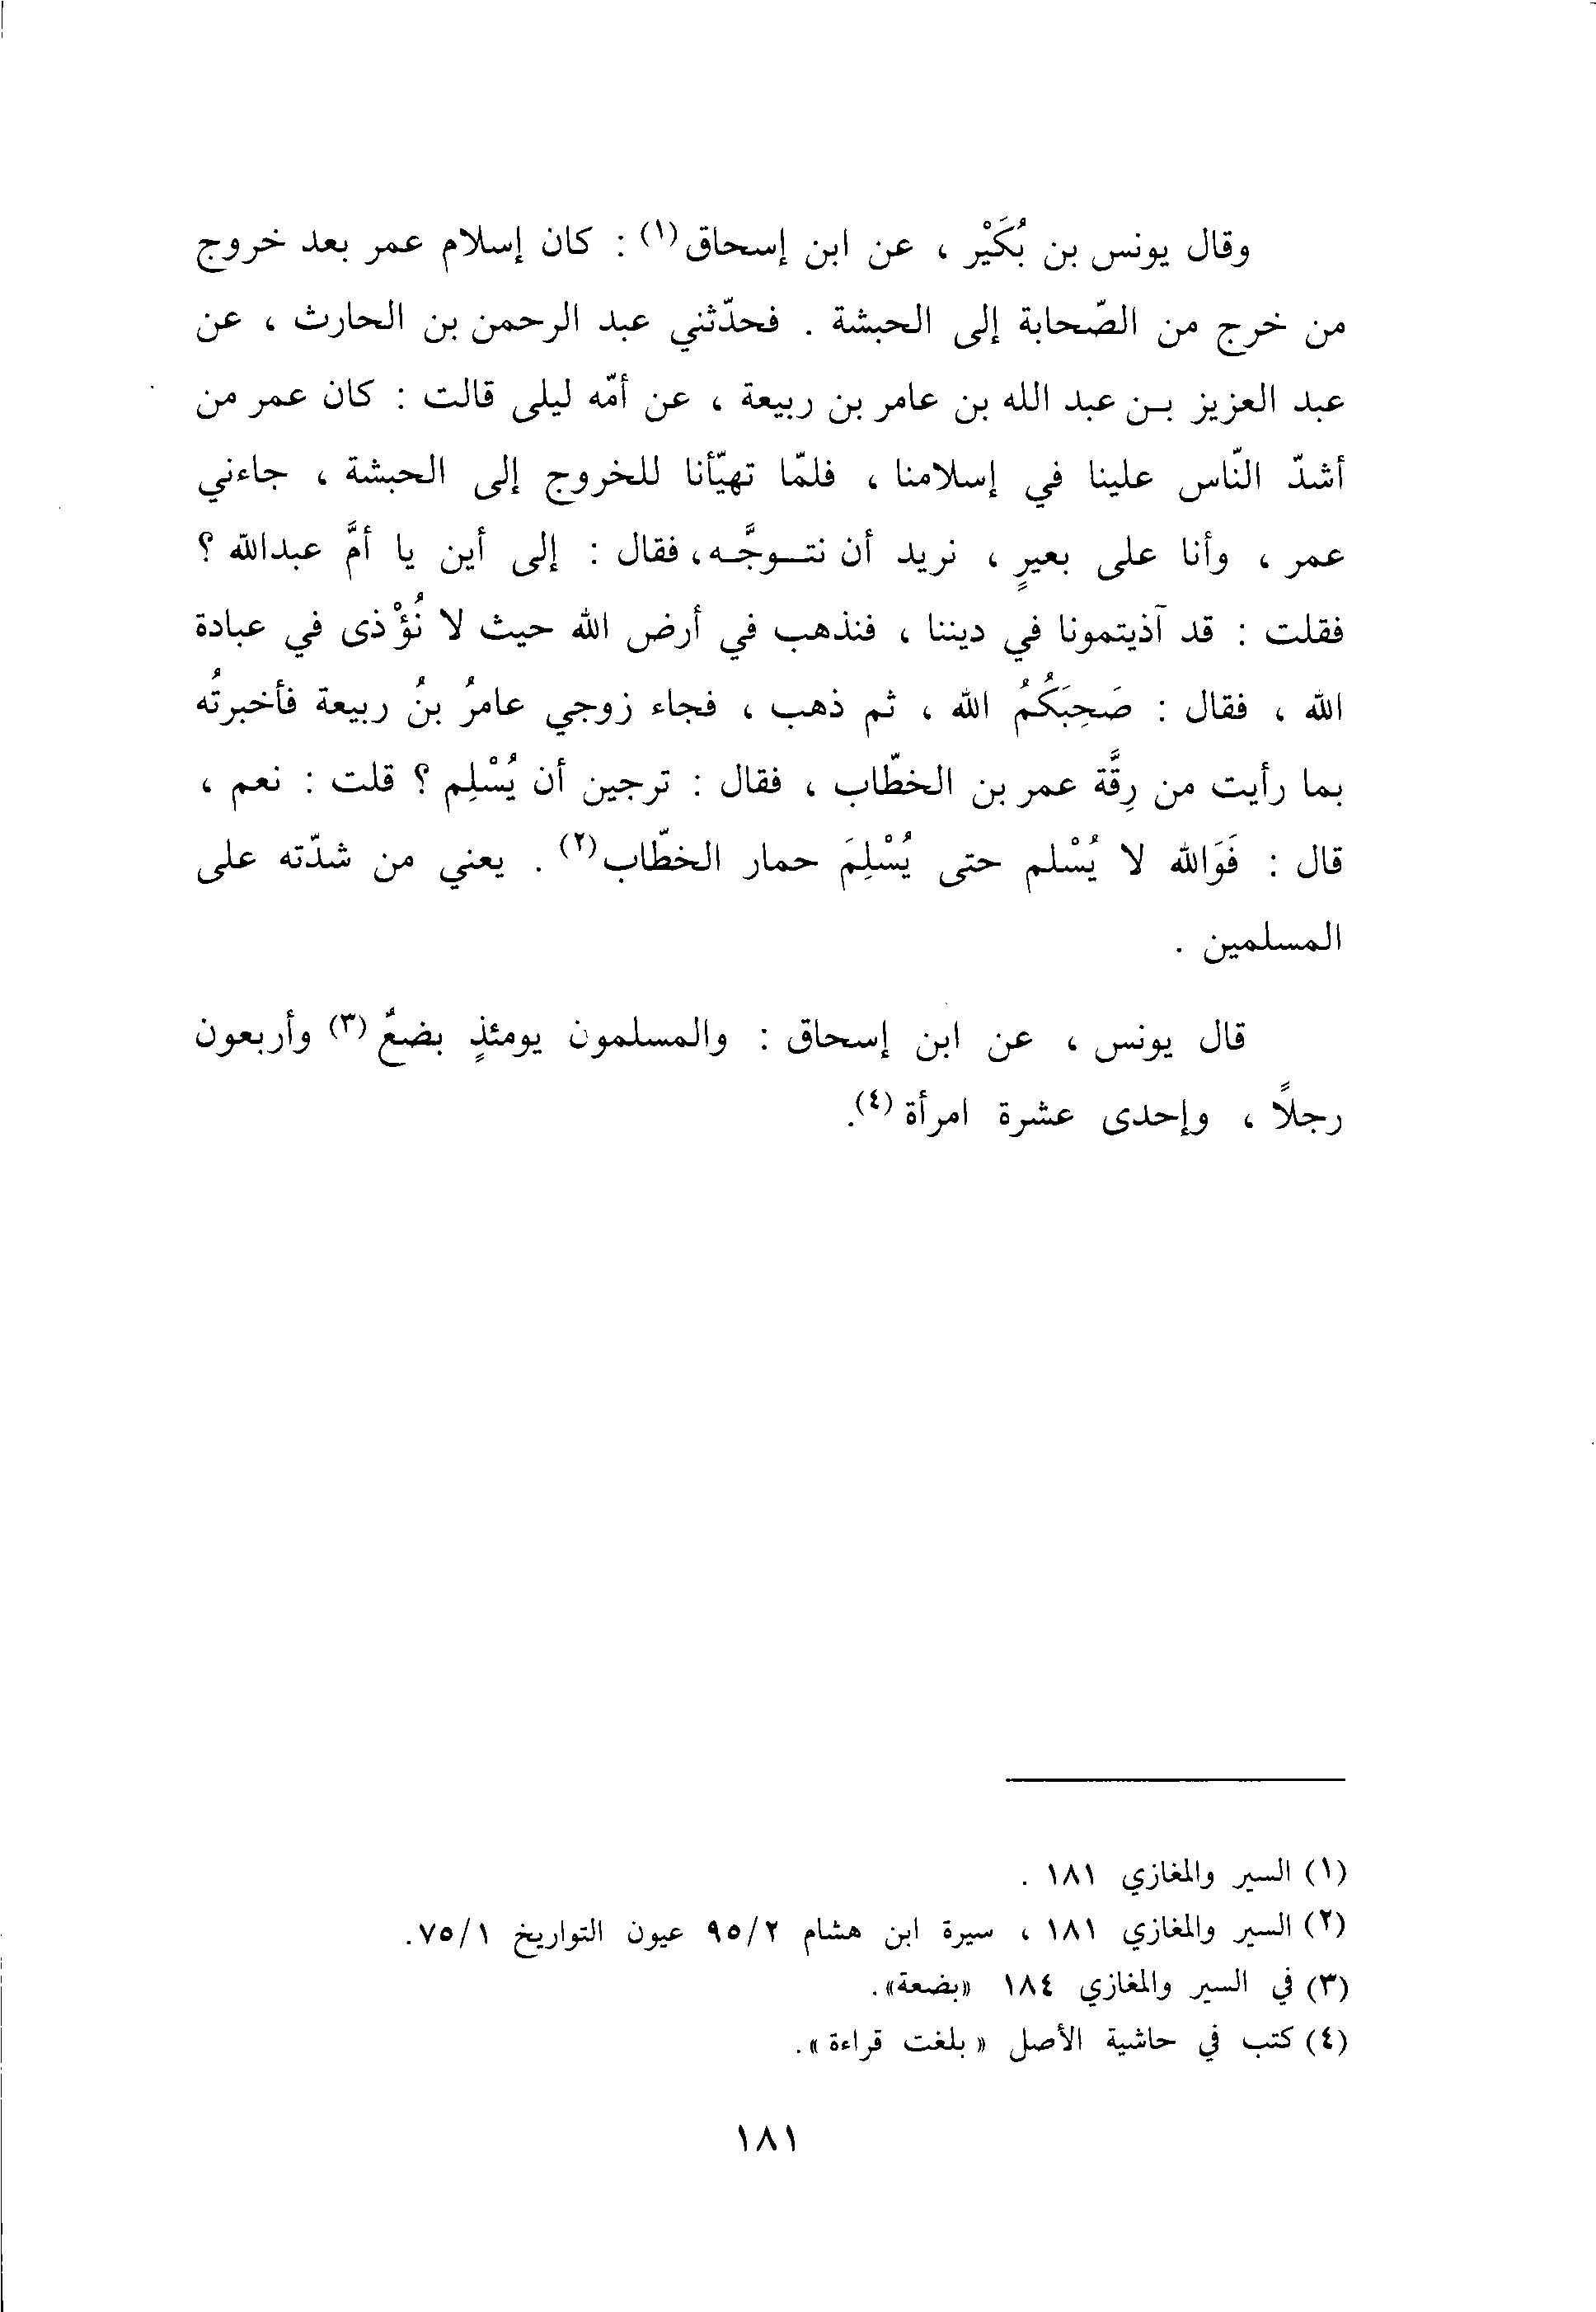 وقال يونس بن بُكَيْر ، عن ابن إسحاق(١) : كان إسلام عمر بعد خروج
من خرج من الصّحابة إلى الحبشة . فحدّثني عبد الرحمن بن الحارث ، عن
عبد العزيز بـن عبد الله بن عامر بن ربيعة ، عن أمّه ليلى قالت : كان عمر من
أشدّ النّاس علينا في إسلامنا ، فلمّا تهيّأنا للخروج إلى الحبشة ، جاءني
عمر ، وأنا على بعيرٍ ، نريد أن نتـوجَّـه، فقال : إلى أين يا أمَّ عبدالله ؟
فقلت : قد آذيتمونا في ديننا ، فنذهب في أرض الله حيث لا نُؤْذى في عبادة
الله ، فقال : صَحِبَكُمُ الله ، ثم ذهب ، فجاء زوجي عامرُ بنُ ربيعة فأخبرتُه
بما رأيت من رِقَّة عمر بن الخطّاب ، فقال : ترجين أن يُسْلِم ؟ قلت : نعم ،
قال : فَوَالله لا يُسْلم حتى يُسْلِمَ حمار الخطّاب(٢) . يعني من شدّته على
المسلمين .
قال يونس ، عن ابن إسحاق : والمسلمون يومئذٍ بضعٌ(٣) وأربعون
رجلاً ، وإحدى عشرة امرأة(٤).
(١) السير والمغازي ١٨١ .
(٢) السير والمغازي ١٨١ ، سيرة ابن هشام ٩٥/٢ عيون التواريخ ٧٥/١.
(٣) في السير والمغازي ١٨٤ «بضعة».
(٤) كتب في حاشية الأصل « بلغت قراءة ».
١٨١